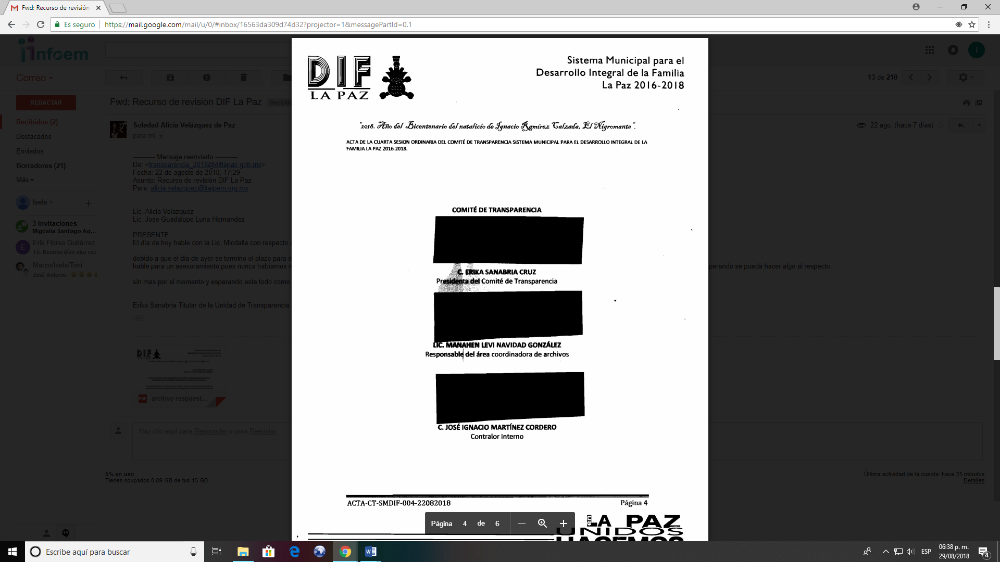 Fwd: Recurso de revisión
Es seguro
https://mail.google.com/mail/u/0/#inbox/16563da309d74d32?projector=1&messagePartId=0.1
infoem
Correo
13 de 210
REDACTAR
Fwd: Recurso de revisión DIF La Paz
Recibidos (2)
Destacados
Enviados
Borradores (21)
Más
Isela
3 invitaciones
Migdalia Santiago Aq...
E
Erik Flores Gutiérrez
Tú: Buenos días otra vez
Marco/Isela/Toni
José Antonio:
Soledad Alicia Velázquez de Paz
para mí
22 ago. (hace 7 días)
---------- Mensaje reenviado ----------
De: <transparencia_2018@diflapaz.gob.mx>
Fecha: 22 de agosto de 2018, 17:29
Asunto: Recurso de revisión DIF La Paz
Para: alicia.velazquez@itaipem.org.mx
Lic. Alicia Velazquez
Lic. Jose Guadalupe Luna Hernandez
PRESENTE
El dia de hoy hable con la Lic. Micdalia con respecto
debido a que el dia de ayer se termino el plazo para
hable para un asesoramiento pues nunca habiamos
perando se pueda hacer algo al respecto.
sin mas por el momento y esperando este todo como
Erika Sanabria Titular de la Unidad de Transparencia
PDF
archivo respuest...
Haz clic aquí para Responder o para Reenviar
5% en uso
Tienes ocupados 0.89 GB de tus 15 GB
Última actividad de la cuenta: hace 25 minutos
Detalles
DIF
LA PAZ
Sistema Municipal para el
Desarrollo Integral de la Familia
La Paz 2016-2018
"2018. Año del Bicentenario del natalicio de Ignacio Ramírez Calzada, El Nigromante".
ACTA DE LA CUARTA SESION ORDINARIA DEL COMITÉ DE TRANSPARENCIA SISTEMA MUNICIPAL PARA EL DESARROLLO INTEGRAL DE LA
FAMILIA LA PAZ 2016-2018.
COMITÉ DE TRANSPARENCIA
C. ERIKA SANABRIA CRUZ
Presidenta del Comité de Transparencia
LIC. MANAHEN LEVI NAVIDAD GONZÁLEZ
Responsable del área coordinadora de archivos
C. JOSÉ IGNACIO MARTÍNEZ CORDERO
Contralor interno
ACTA-CT-SMDIF-004-22082018
Página 4
en LA PAZ
UNIDOS
HACEMOS
Página 4 de 6
Escribe aquí para buscar
ESP
06:38 p. m.
29/08/2018
4